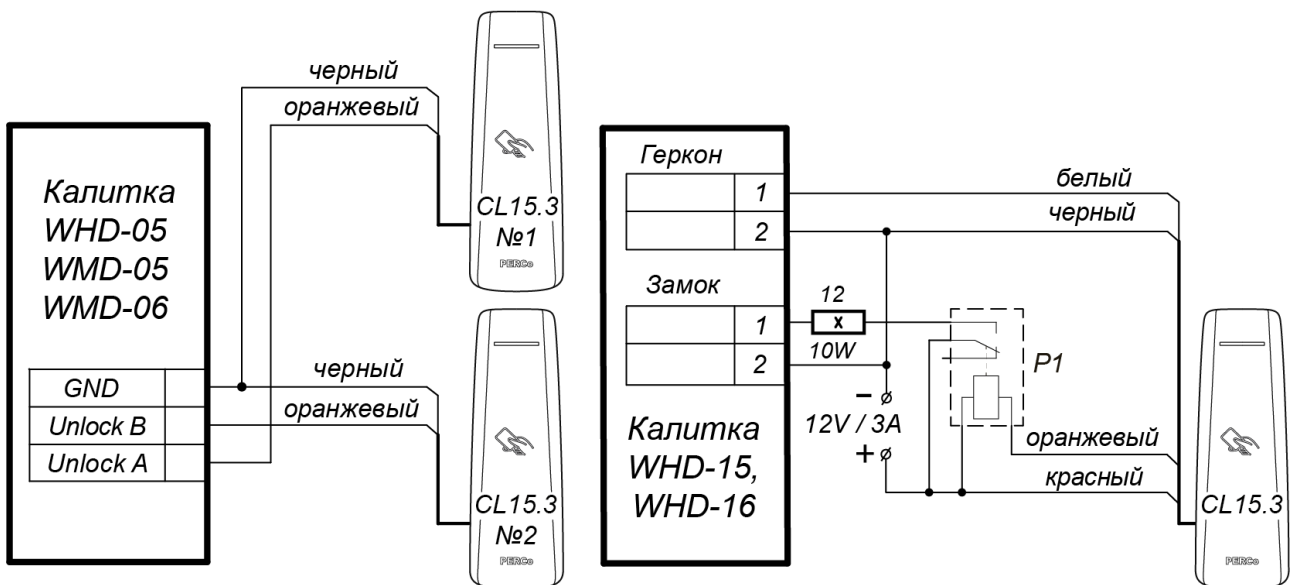 черный
оранжевый
CL15.3
№1
PERCo
Калитка
WHD-05
WMD-05
WMD-06
GND
Unlock B
Unlock A
черный
оранжевый
CL15.3
№2
PERCo
Геркон
1
2
белый
черный
Замок
1
2
12
x
10W
P1
12V / 3A
− +
Калитка
WHD-15,
WHD-16
оранжевый
красный
CL15.3
PERCo